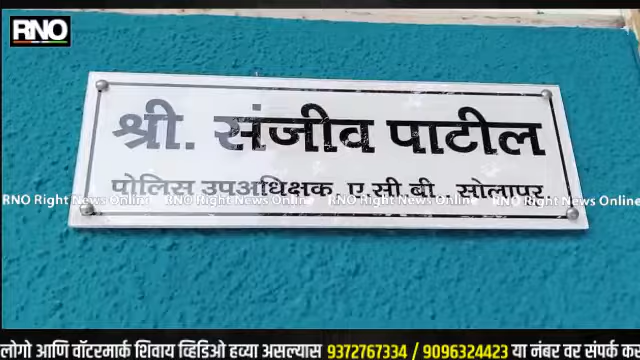 RNO
श्री. संजीव पाटील
पोलिस उपअधिक्षक, ए.सी.बी., सोलापूर.
RNO Right News Online RNO Right News Online RNO Right News Online RNO Right News Online
लोगो आणि वॉटरमार्क शिवाय व्हिडिओ हव्या असल्यास 9372767334 / 9096324423 या नंबर वर संपर्क